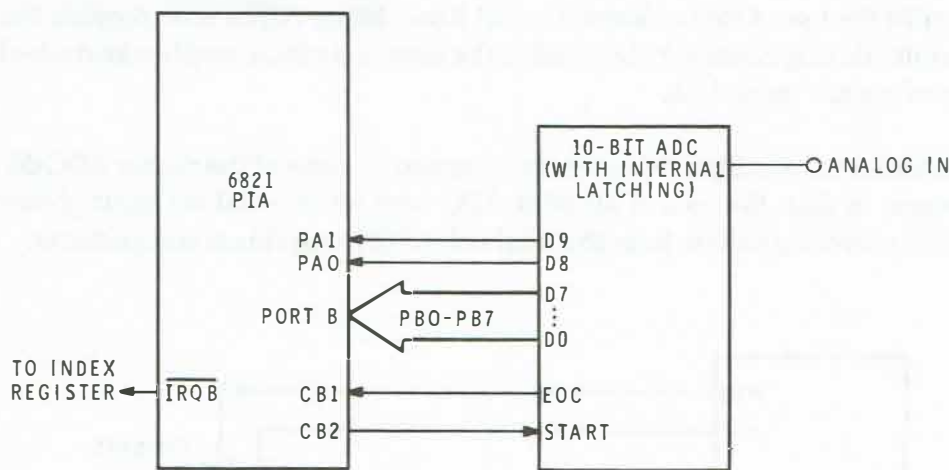 10-BIT ADC
(WITH INTERNAL
LATCHING)
ANALOG IN
6821
PIA
PA1
PA0
D9
D8
D7
D0
PORT B
PB0-PB7
TO INDEX
REGISTER
IRQB
CB1
EOC
CB2
START